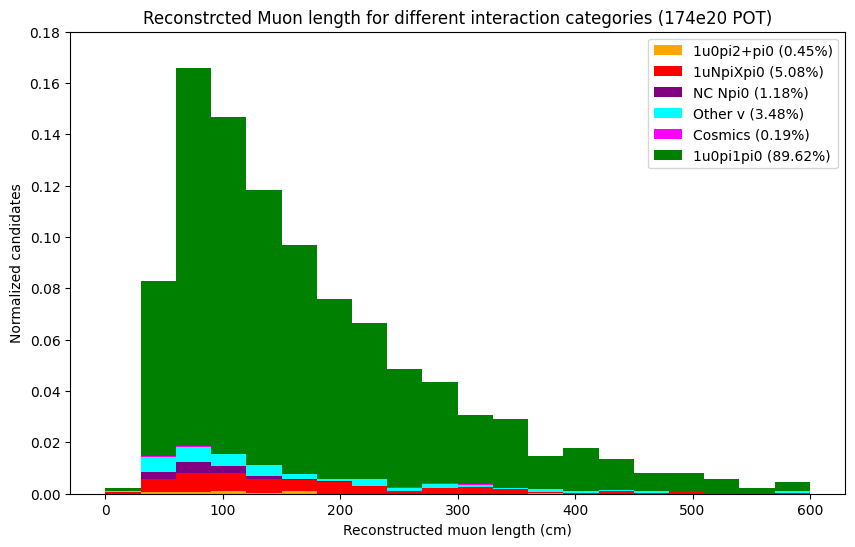 Reconstrcted Muon length for different interaction categories (174e20 POT)
0.18
0.16
0.14
0.12
0.10
0.08
0.06
0.04
0.02
0.00
Normalized candidates
1u0pi2+pi0 (0.45%)
1uNpiXpi0 (5.08%)
NC Npi0 (1.18%)
Other v (3.48%)
Cosmics (0.19%)
1u0pi1pi0 (89.62%)
0 100 200 300 400 500 600
Reconstructed muon length (cm)